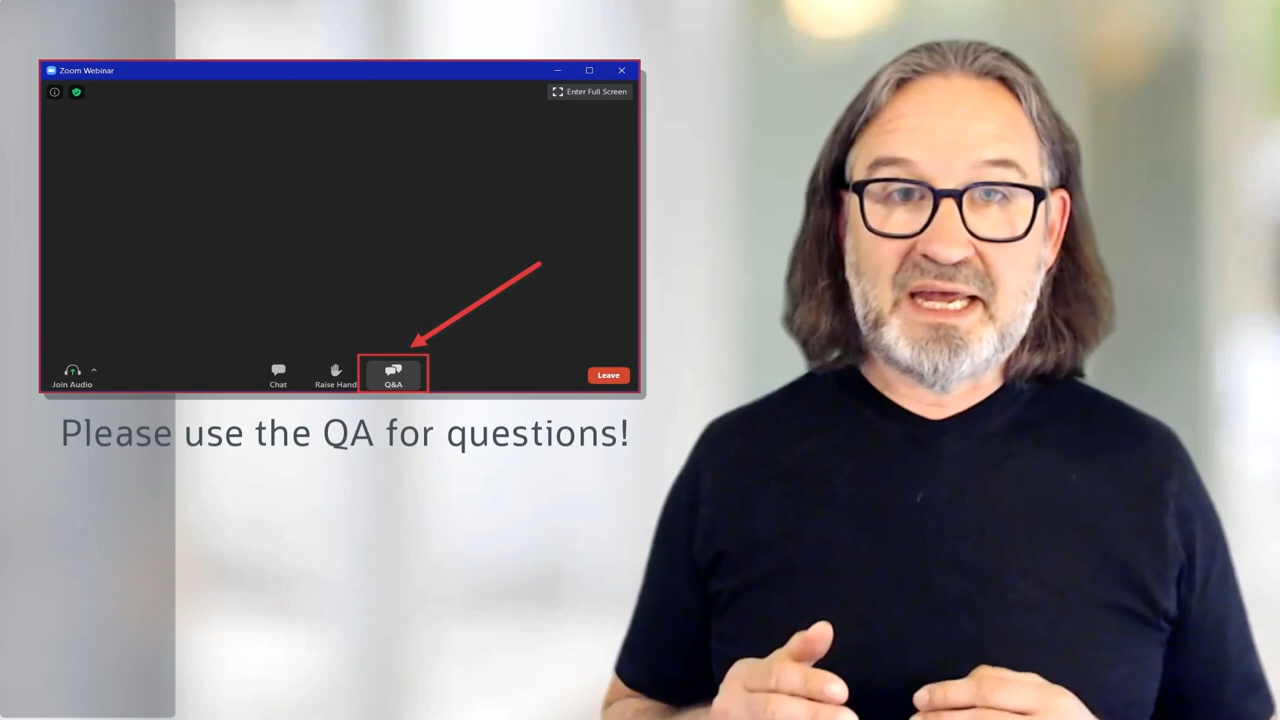 Zoom Webinar
Enter Full Screen
Join Audio
Chat
Raise Hand
Q&A
Leave
Please use the QA for questions!